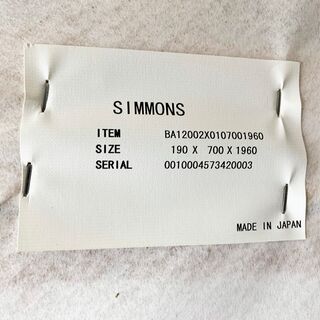 SIMMONS
ITEM BA12002X0107001960
SIZE 190 X 700 X 1960
SERIAL 0010004573420003
MADE IN JAPAN